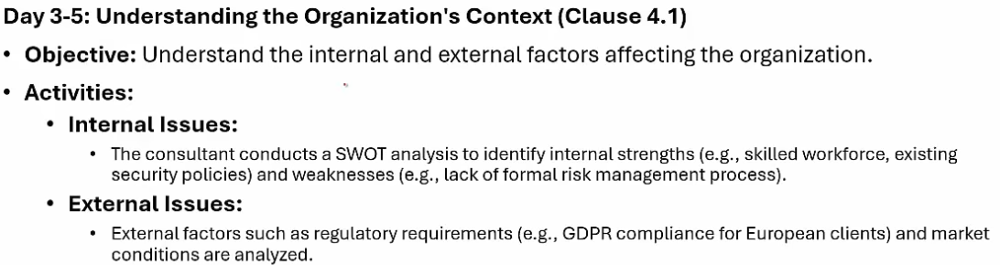 Day 3-5: Understanding the Organization's Context (Clause 4.1)
• Objective: Understand the internal and external factors affecting the organization.
• Activities:
• Internal Issues:
• The consultant conducts a SWOT analysis to identify internal strengths (e.g., skilled workforce, existing
security policies) and weaknesses (e.g., lack of formal risk management process).
• External Issues:
• External factors such as regulatory requirements (e.g., GDPR compliance for European clients) and market
conditions are analyzed.